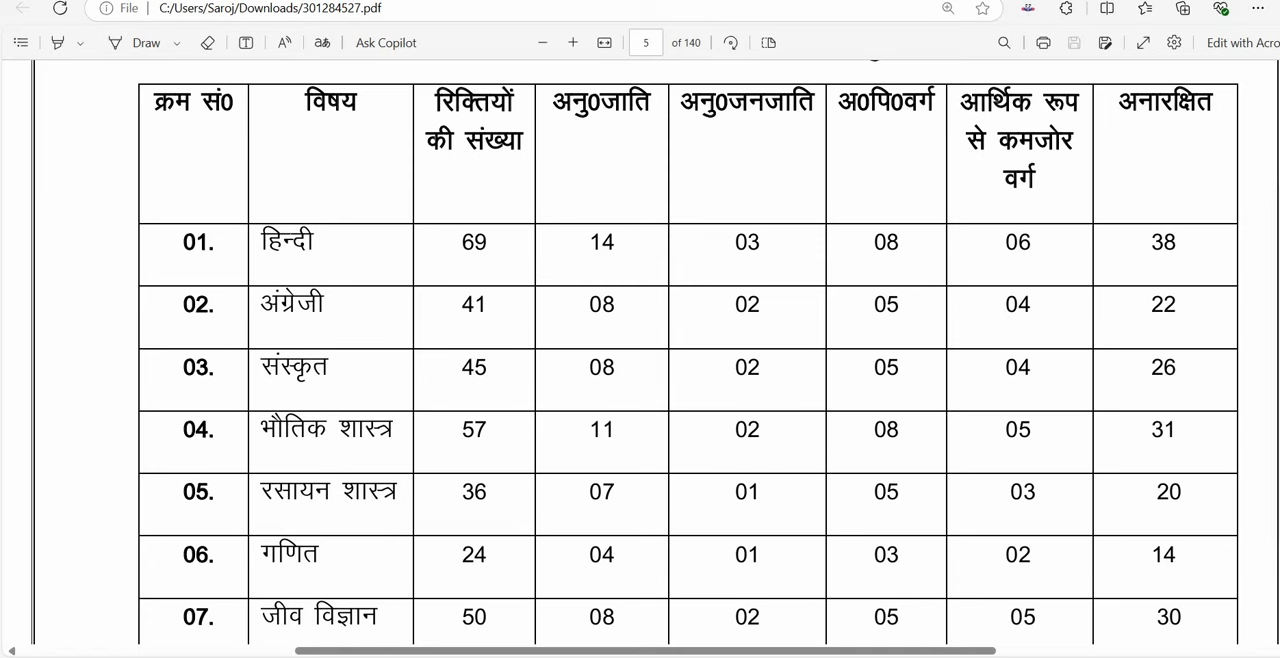 File C:/Users/Saroj/Downloads/301284527.pdf
Draw Ask Copilot 5 of 140 Edit with Acro
क्रम सं0 विषय रिक्तियों की संख्या अनु0जाति अनु0जनजाति अ0पि0वर्ग आर्थिक रूप से कमजोर वर्ग अनारक्षित
01. हिन्दी 69 14 03 08 06 38
02. अंग्रेजी 41 08 02 05 04 22
03. संस्कृत 45 08 02 05 04 26
04. भौतिक शास्त्र 57 11 02 08 05 31
05. रसायन शास्त्र 36 07 01 05 03 20
06. गणित 24 04 01 03 02 14
07. जीव विज्ञान 50 08 02 05 05 30